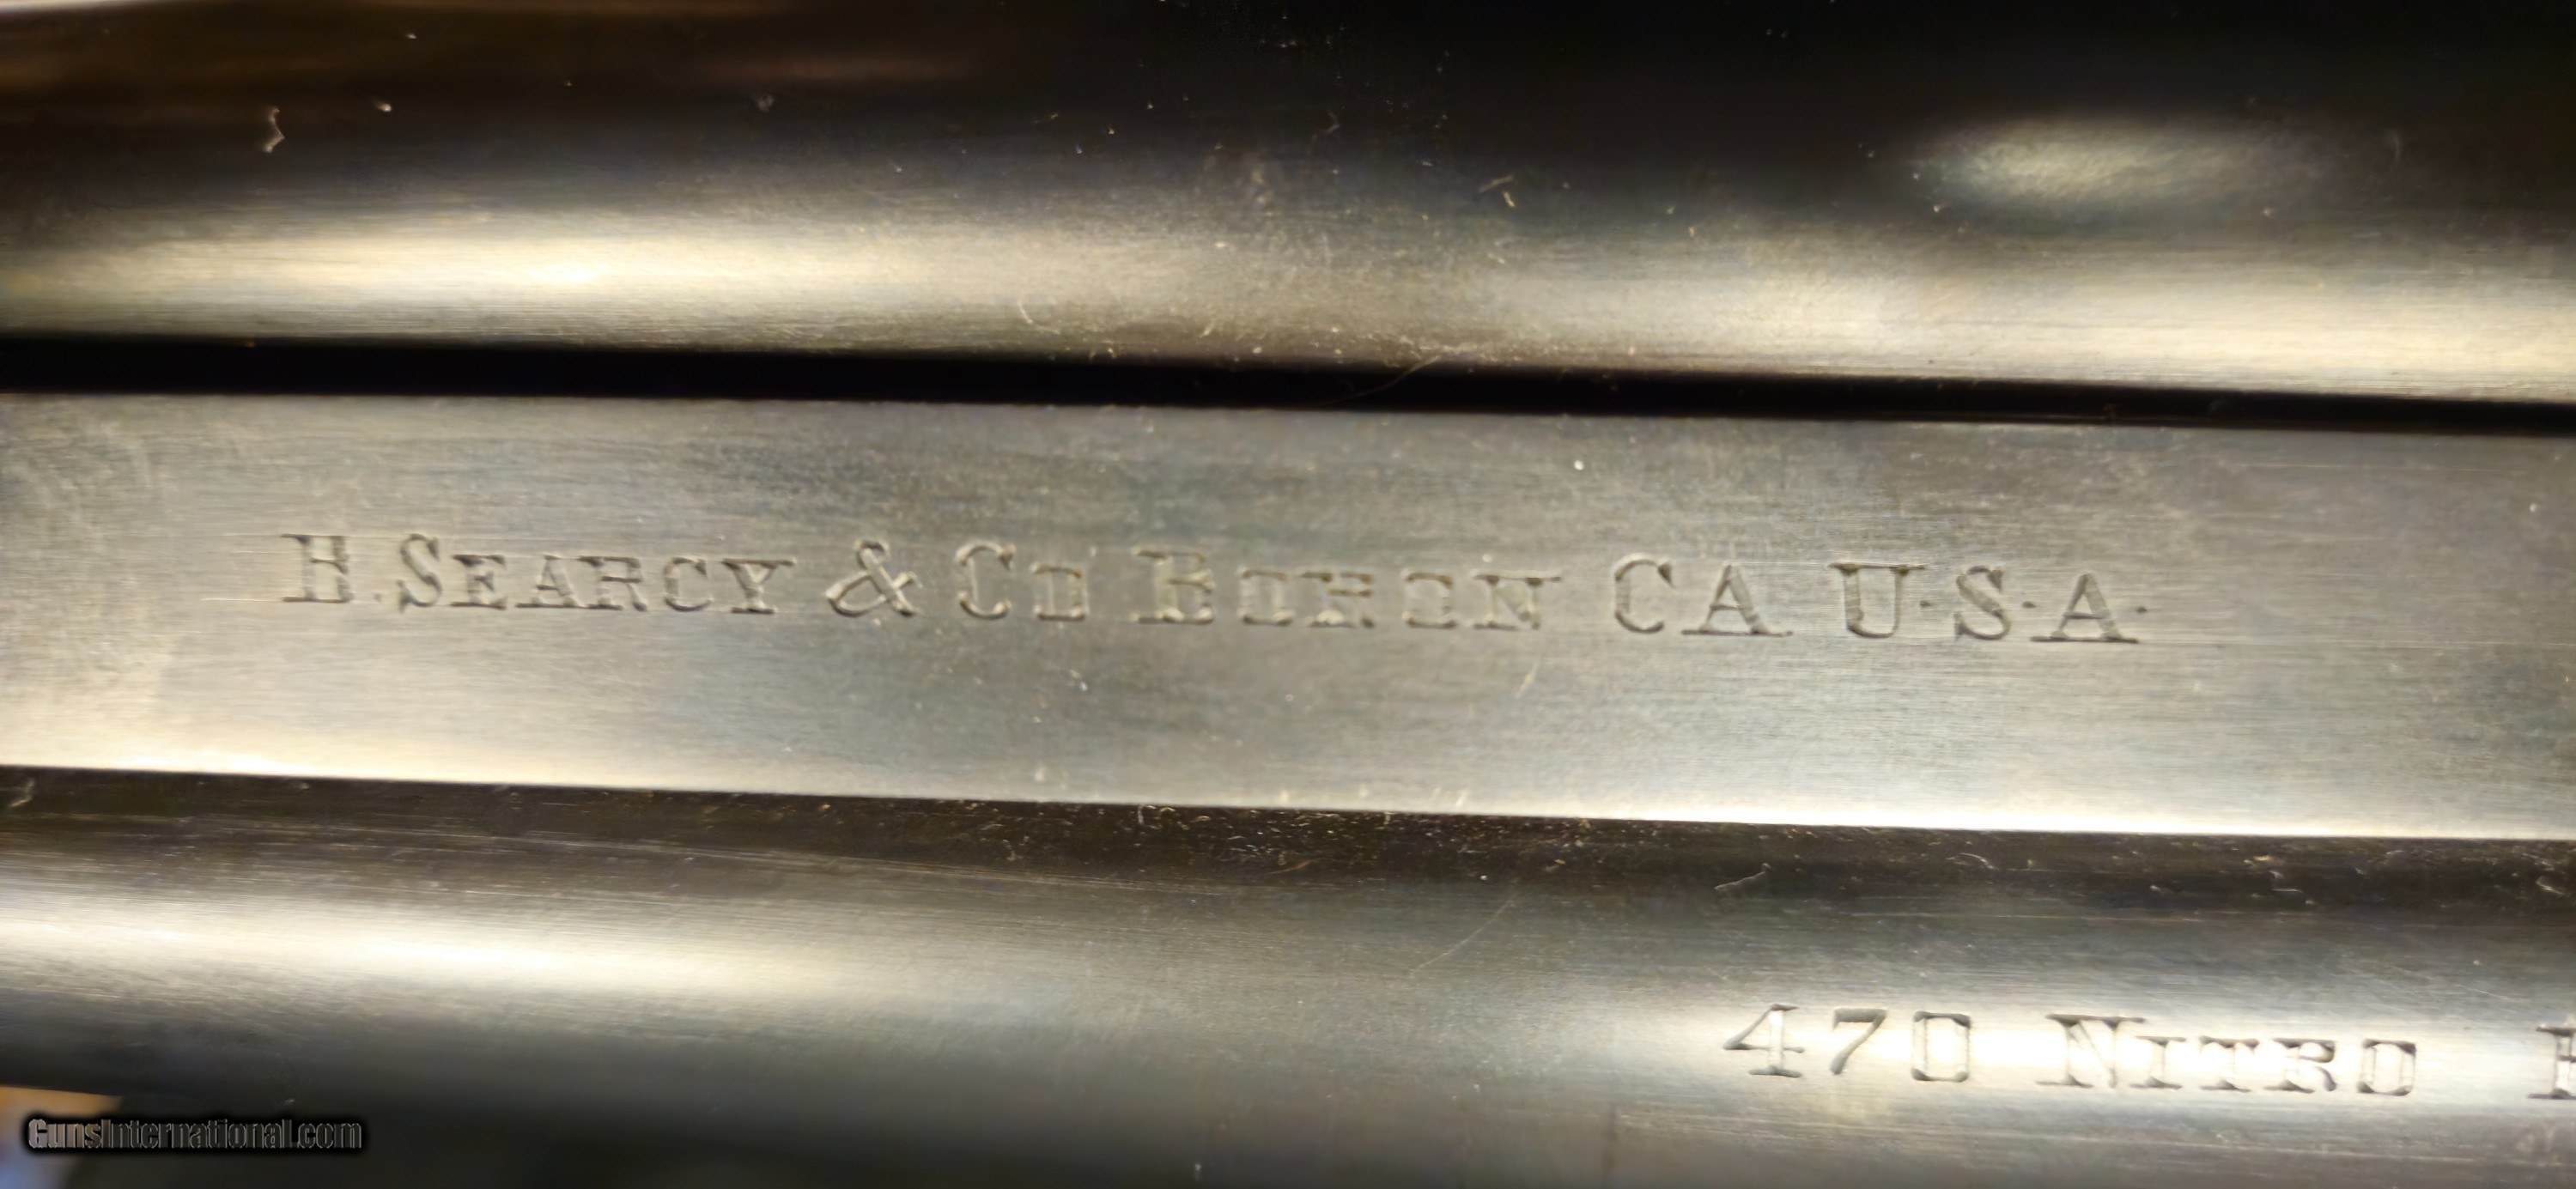 B. SEARCY & CO BORON CA U·S·A·
470 NITRO
GunsInternational.com